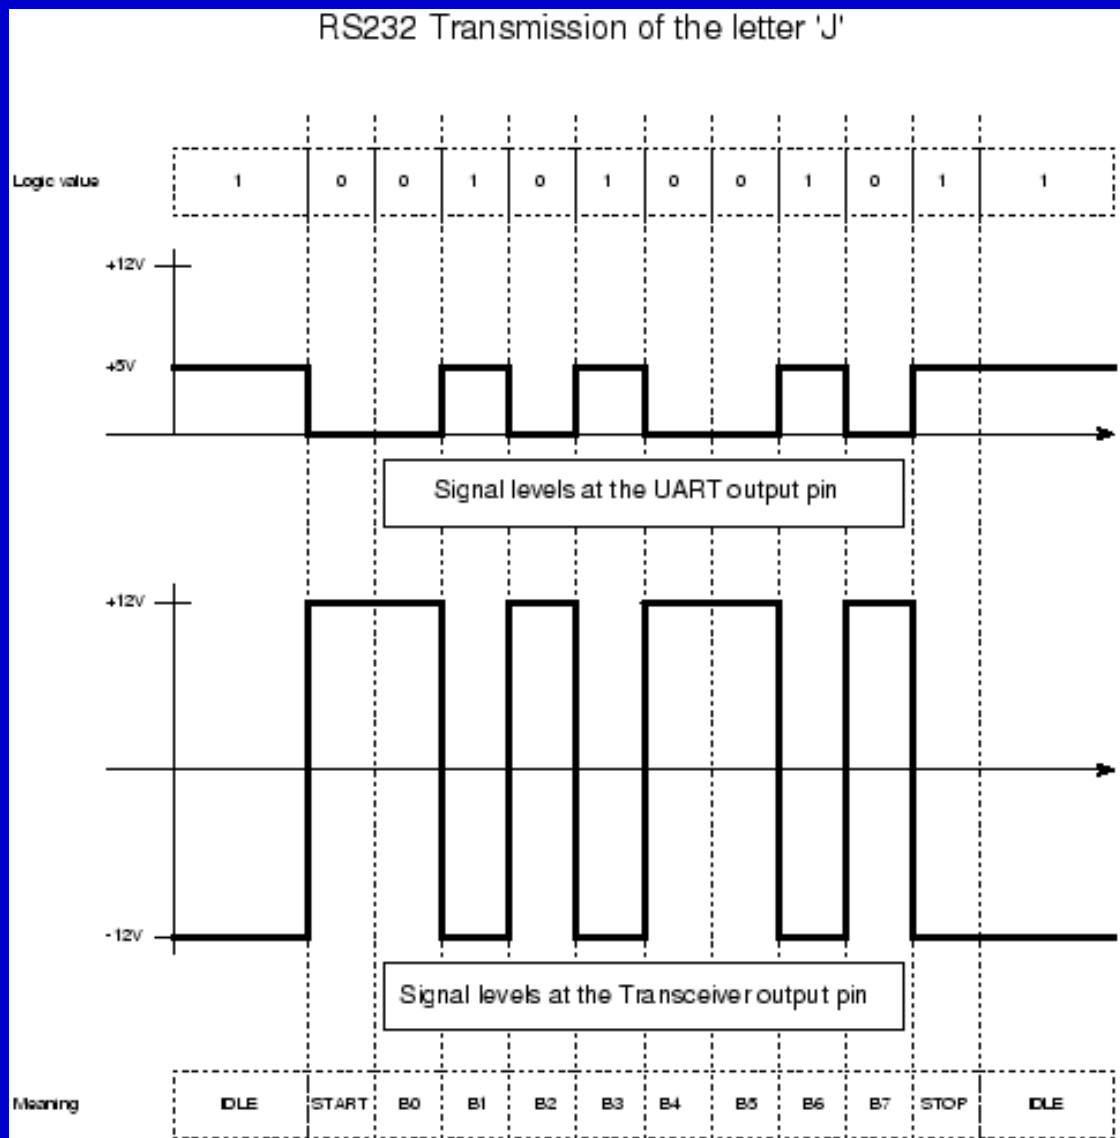 RS232 Transmission of the letter 'J'
Logic value 1 0 0 1 0 1 0 0 1 0 1 1
+12V
+5V
Signal levels at the UART output pin
+12V
-12V
Signal levels at the Transceiver output pin
Meaning IDLE START B0 B1 B2 B3 B4 B5 B6 B7 STOP IDLE